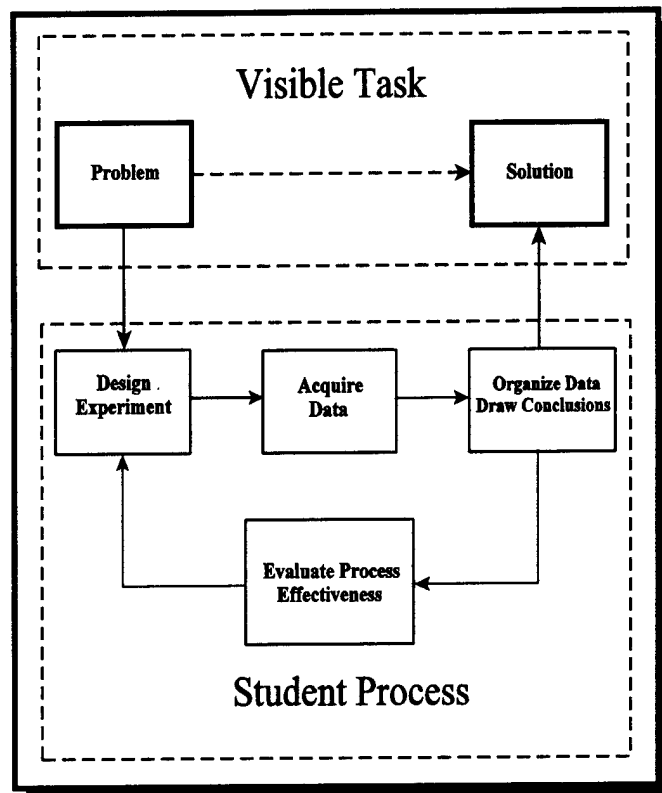 Visible Task
Problem
Solution
Design
Experiment
Acquire
Data
Organize Data
Draw Conclusions
Evaluate Process
Effectiveness
Student Process